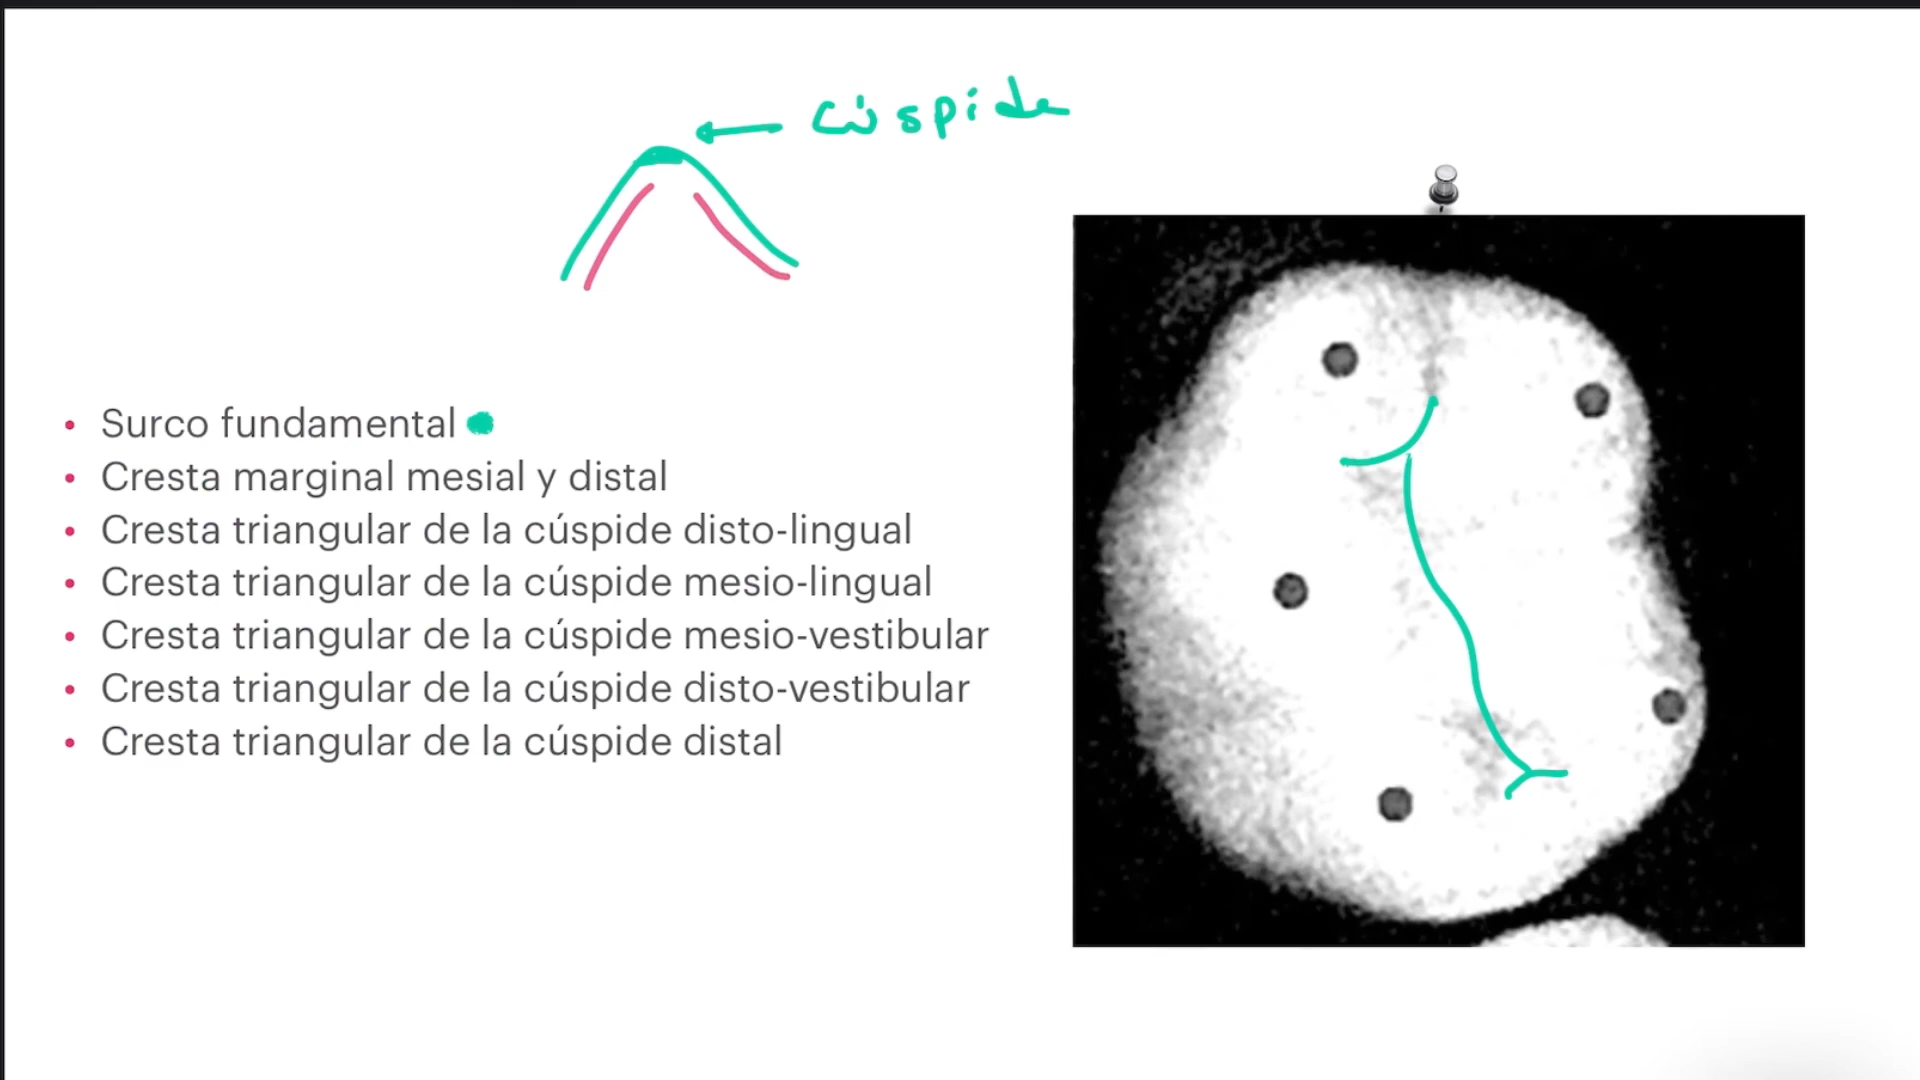 cúspide
• Surco fundamental
• Cresta marginal mesial y distal
• Cresta triangular de la cúspide disto-lingual
• Cresta triangular de la cúspide mesio-lingual
• Cresta triangular de la cúspide mesio-vestibular
• Cresta triangular de la cúspide disto-vestibular
• Cresta triangular de la cúspide distal